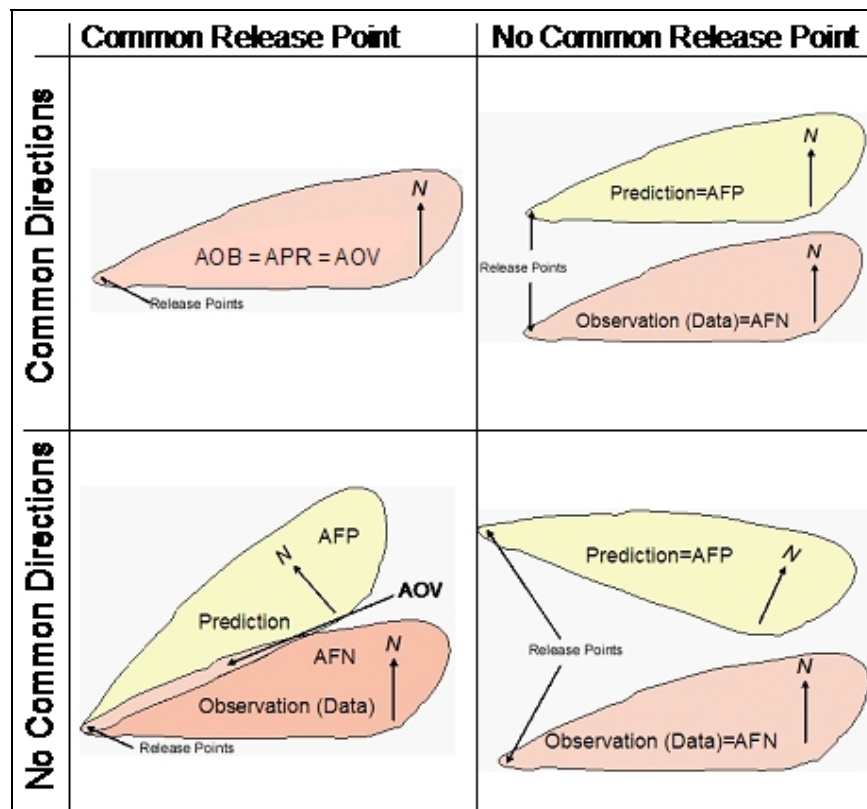 Common Release Point
No Common Release Point
Common Directions
N
AOB = APR = AOV
Release Points
N
Prediction=AFP
Release Points
N
Observation (Data)=AFN
No Common Directions
AFP
N
AOV
Prediction
AFN
N
Observation (Data)
Release Points
Prediction=AFP
N
Release Points
N
Observation (Data)=AFN